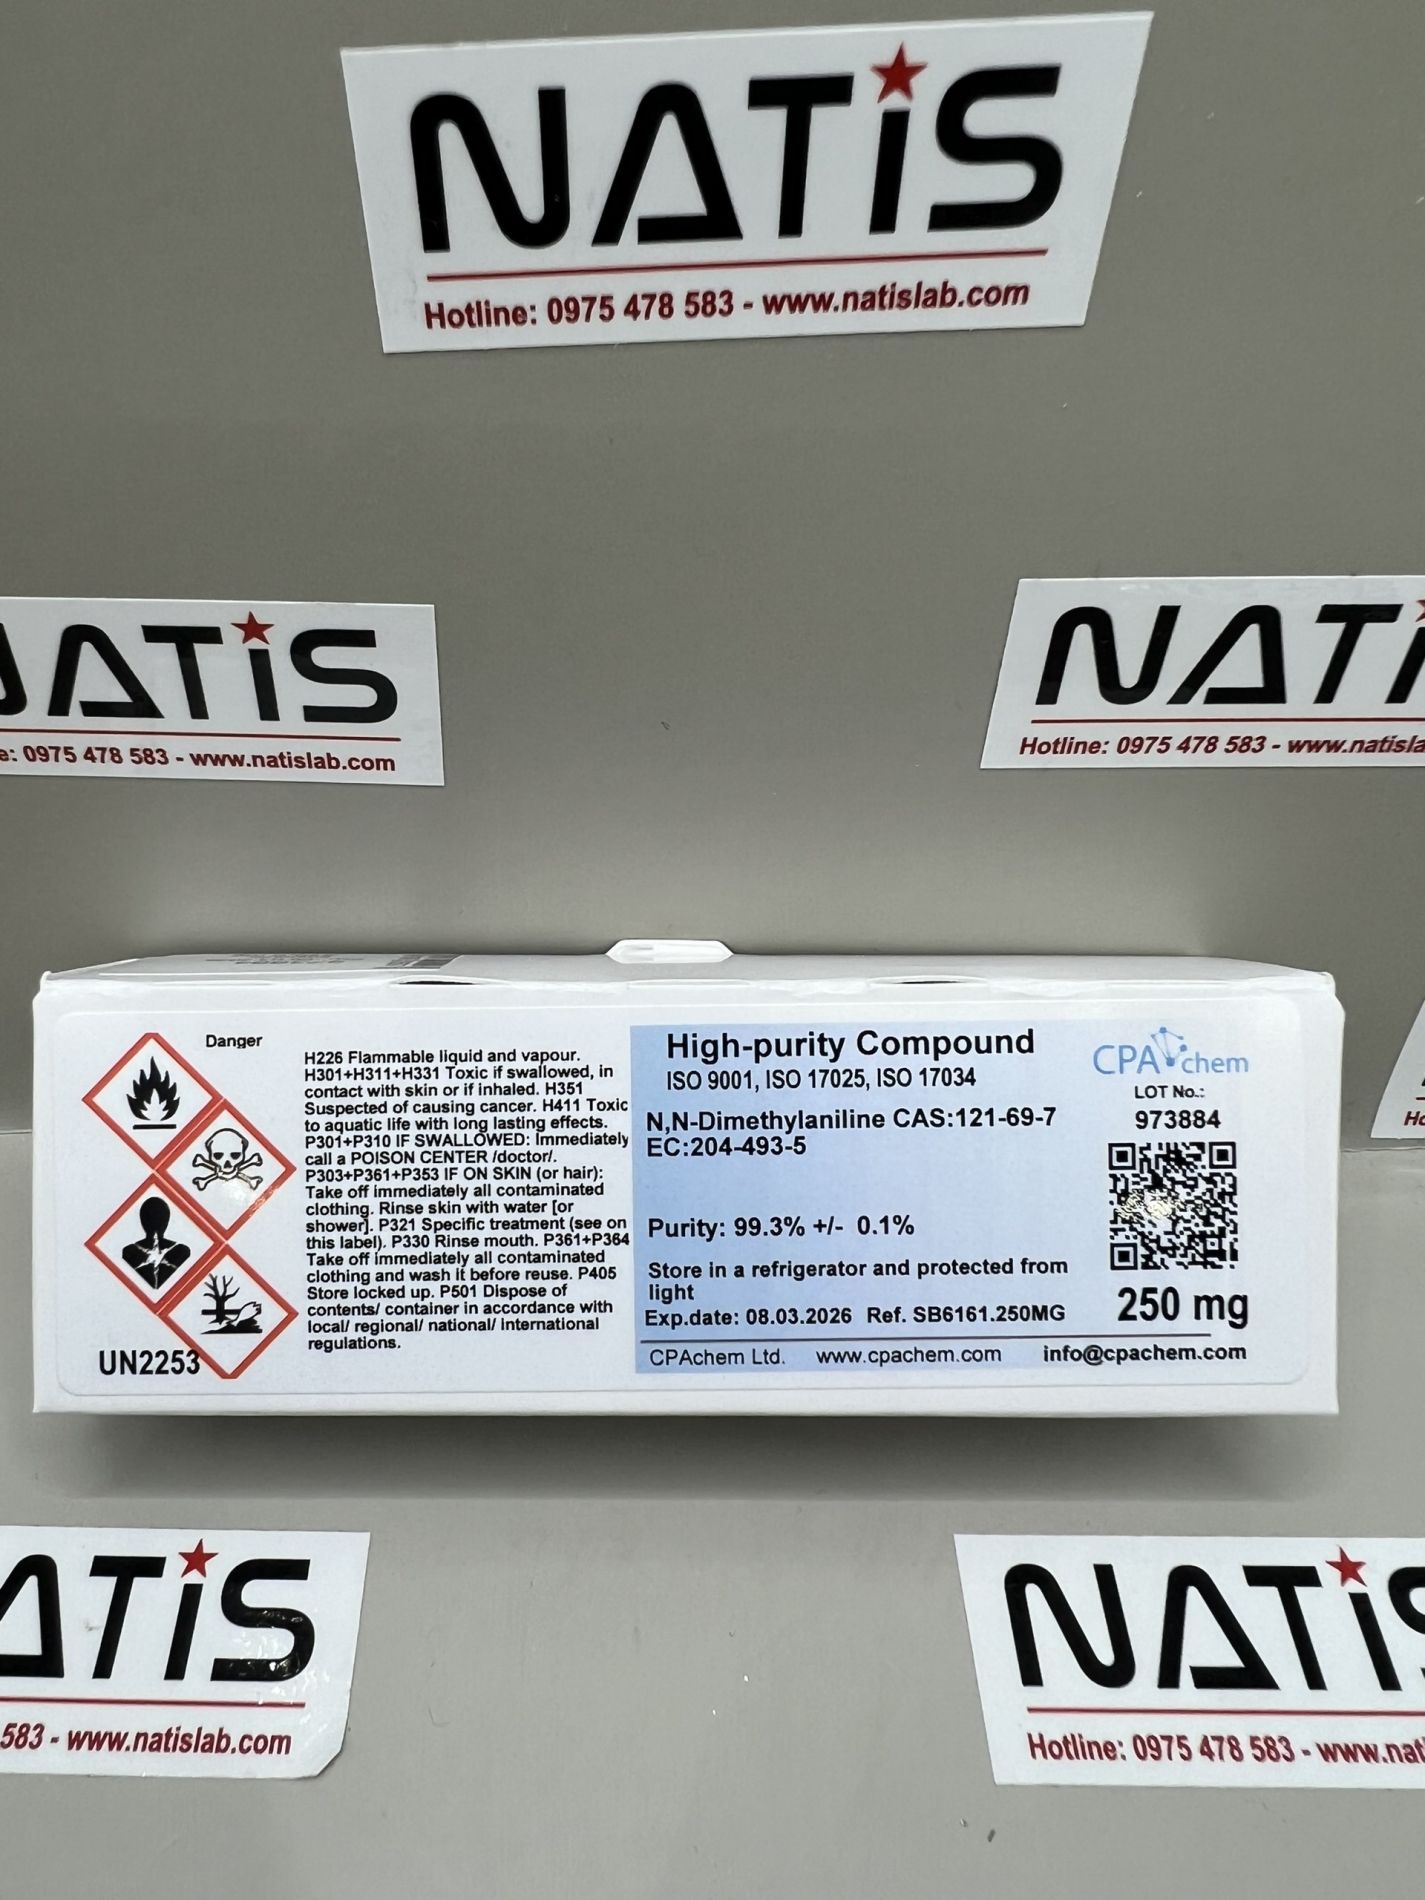 NATiS
Hotline: 0975 478 583 - www.natislab.com
NATiS
0975 478 583 - www.natislab.com
NATi
Hotline: 0975 478 583 -
Danger
H226 Flammable liquid and vapour.
H301+H311+H331 Toxic if swallowed, in
contact with skin or if inhaled. H351
Suspected of causing cancer. H411 Toxic
to aquatic life with long lasting effects.
P301+P310 IF SWALLOWED: Immediately
call a POISON CENTER /doctor/.
P303+P361+P353 IF ON SKIN (or hair):
Take off immediately all contaminated
clothing. Rinse skin with water [or
shower]. P321 Specific treatment (see on
this label). P330 Rinse mouth. P361+P364
Take off immediately all contaminated
clothing and wash it before reuse. P405
Store locked up. P501 Dispose of
contents/ container in accordance with
local/ regional/ national/ international
regulations.
UN2253
High-purity Compound
ISO 9001, ISO 17025, ISO 17034
N,N-Dimethylaniline CAS:121-69-7
EC:204-493-5
Purity: 99.3% +/- 0.1%
Store in a refrigerator and protected from
light
Exp.date: 08.03.2026 Ref. SB6161.250MG
CPAchem Ltd. www.cpachem.com info@cpachem.com
CPAchem
LOT No.:
973884
250 mg
ATiS
583 - www.natislab.com
NATiS
Hotline: 0975 478 583 - www.nat